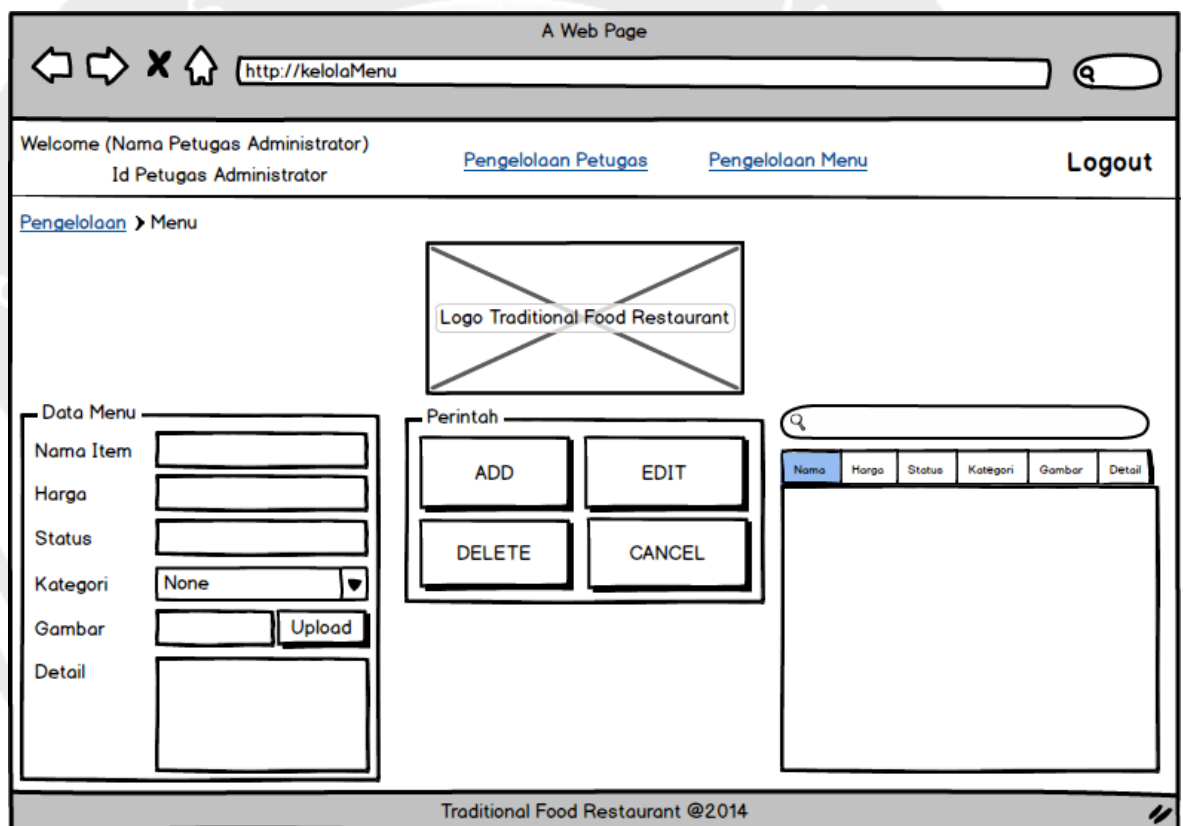 A Web Page
http://kelolaMenu
Welcome (Nama Petugas Administrator)
Id Petugas Administrator
Pengelolaan Petugas
Pengelolaan Menu
Logout
Pengelolaan
Menu
Logo Traditional Food Restaurant
Data Menu
Nama Item
Harga
Status
Kategori
None
Gambar
Upload
Detail
Perintah
ADD
EDIT
DELETE
CANCEL
Nama
Harga
Status
Kategori
Gambar
Detail
Traditional Food Restaurant @2014